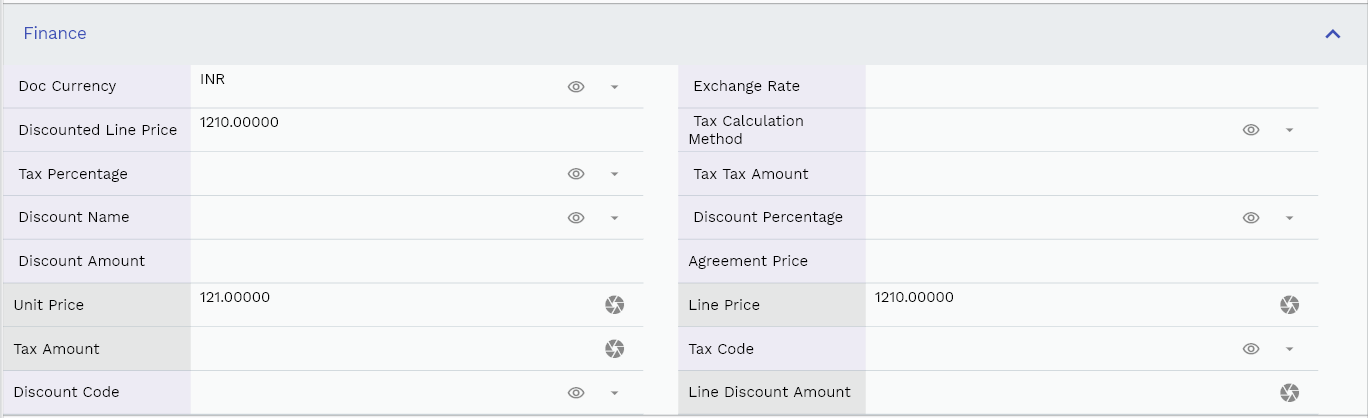 Finance
Doc Currency INR Exchange Rate
Discounted Line Price 1210.00000 Tax Calculation
Method
Tax Percentage Tax Tax Amount
Discount Name Discount Percentage
Discount Amount Agreement Price
Unit Price 121.00000 Line Price 1210.00000
Tax Amount Tax Code
Discount Code Line Discount Amount